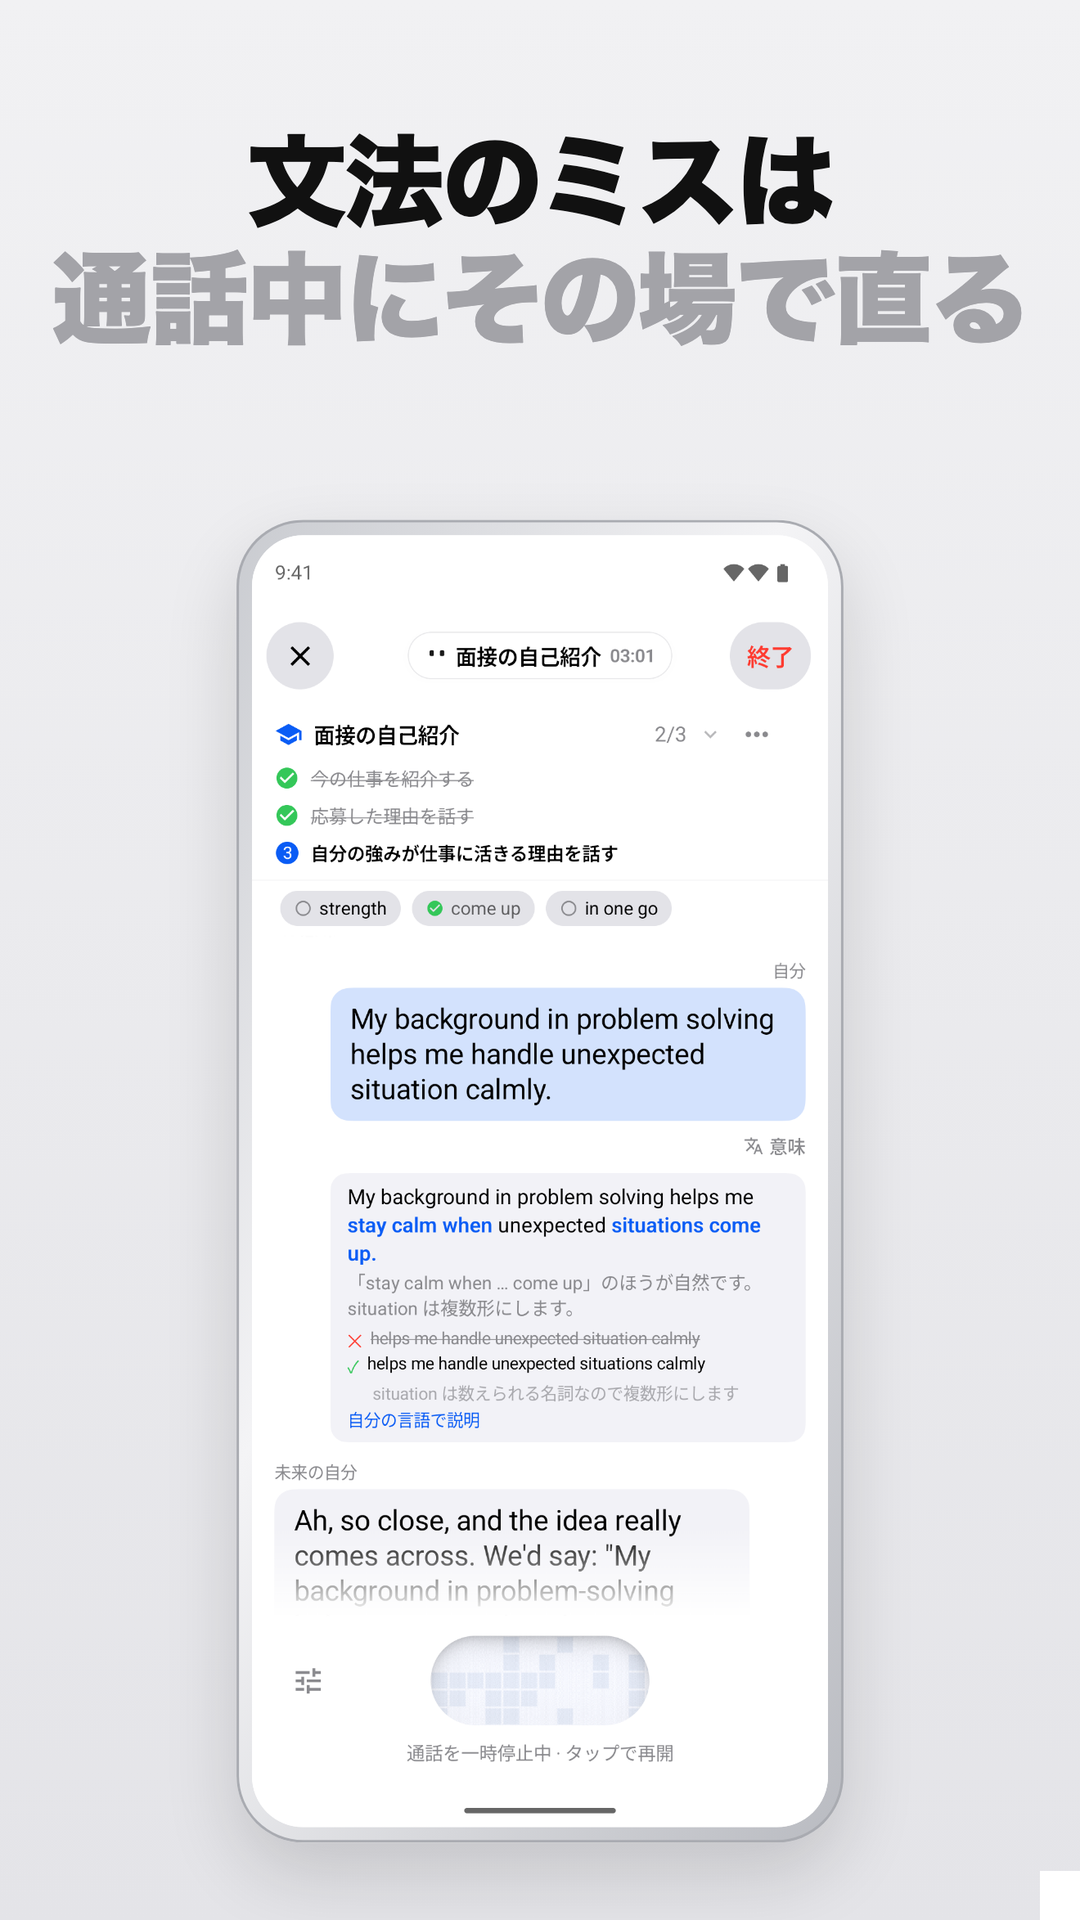 文法のミスは
通話中にその場で直る
9:41
面接の自己紹介 03:01
終了
面接の自己紹介
2/3
今の仕事を紹介する
応募した理由を話す
3 自分の強みが仕事に活きる理由を話す
strength
come up
in one go
自分
My background in problem solving
helps me handle unexpected
situation calmly.
意味
My background in problem solving helps me
stay calm when unexpected situations come
up.
「stay calm when ... come up」のほうが自然です。
situation は複数形にします。
helps me handle unexpected situation calmly
helps me handle unexpected situations calmly
situation は数えられる名詞なので複数形にします
自分の言語で説明
未来の自分
Ah, so close, and the idea really
comes across. We'd say: "My
background in problem-solving
通話を一時停止中 · タップで再開